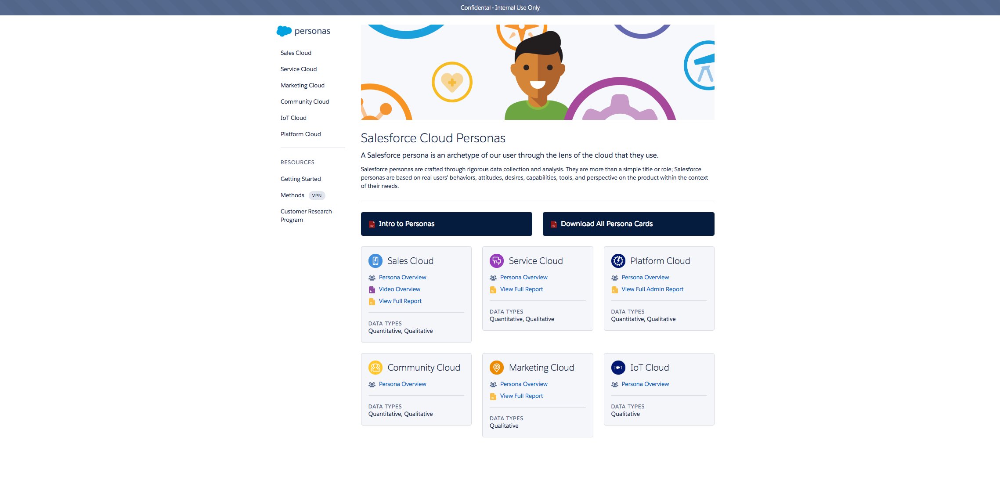 Confidental - Internal Use Only
personas
Sales Cloud
Service Cloud
Marketing Cloud
Community Cloud
IoT Cloud
Platform Cloud
RESOURCES
Getting Started
Methods VPN
Customer Research
Program
Salesforce Cloud Personas
A Salesforce persona is an archetype of our user through the lens of the cloud that they use.
Salesforce personas are crafted through rigorous data collection and analysis. They are more than a simple title or role; Salesforce
personas are based on real users’ behaviors, attitudes, desires, capabilities, tools, and perspective on the product within the context
of their needs.
PDF Intro to Personas
PDF Download All Persona Cards
Sales Cloud
Persona Overview
Video Overview
View Full Report
DATA TYPES
Quantitative, Qualitative
Service Cloud
Persona Overview
View Full Report
DATA TYPES
Quantitative, Qualitative
Platform Cloud
Persona Overview
View Full Admin Report
DATA TYPES
Quantitative, Qualitative
Community Cloud
Persona Overview
DATA TYPES
Quantitative, Qualitative
Marketing Cloud
Persona Overview
View Full Report
DATA TYPES
Qualitative
IoT Cloud
Persona Overview
DATA TYPES
Qualitative